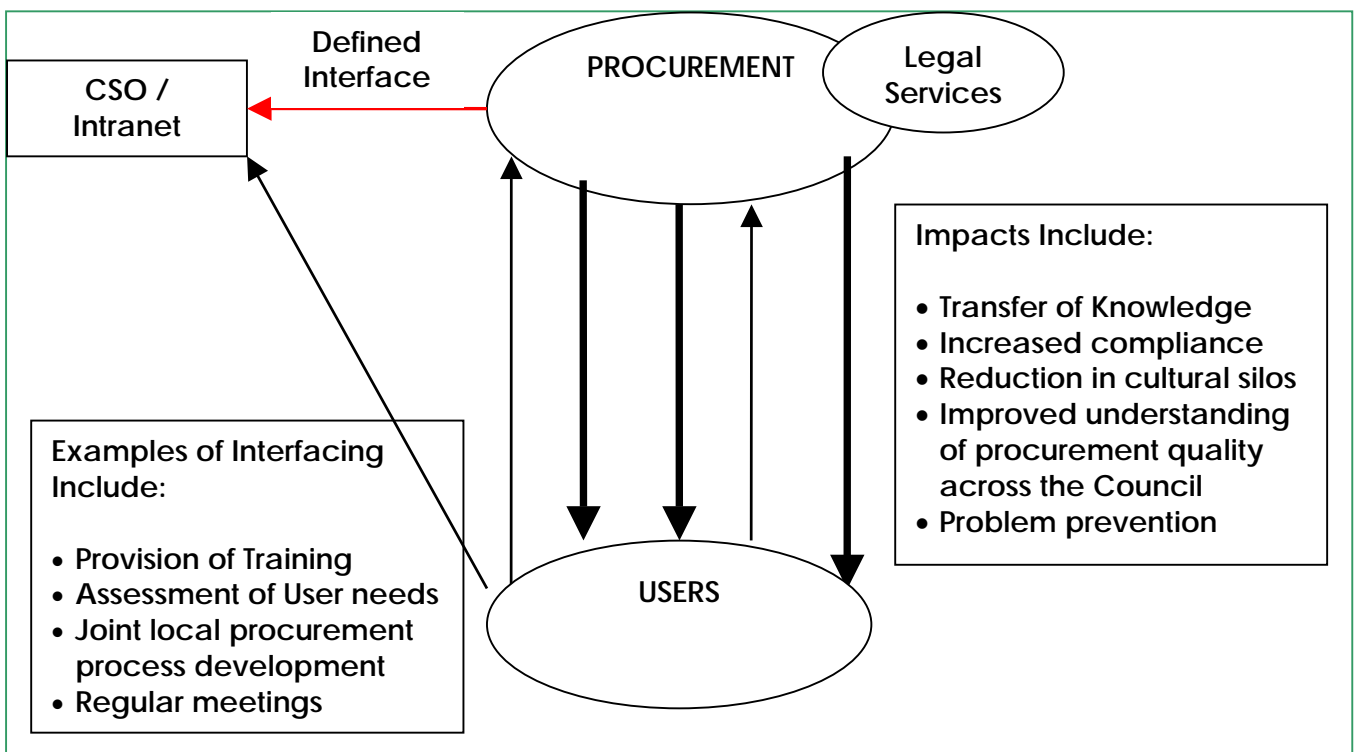 Defined
Interface
CSO /
Intranet
PROCUREMENT
Legal
Services
Impacts Include:
• Transfer of Knowledge
• Increased compliance
• Reduction in cultural silos
• Improved understanding
of procurement quality
across the Council
• Problem prevention
Examples of Interfacing
Include:
• Provision of Training
• Assessment of User needs
• Joint local procurement
process development
• Regular meetings
USERS